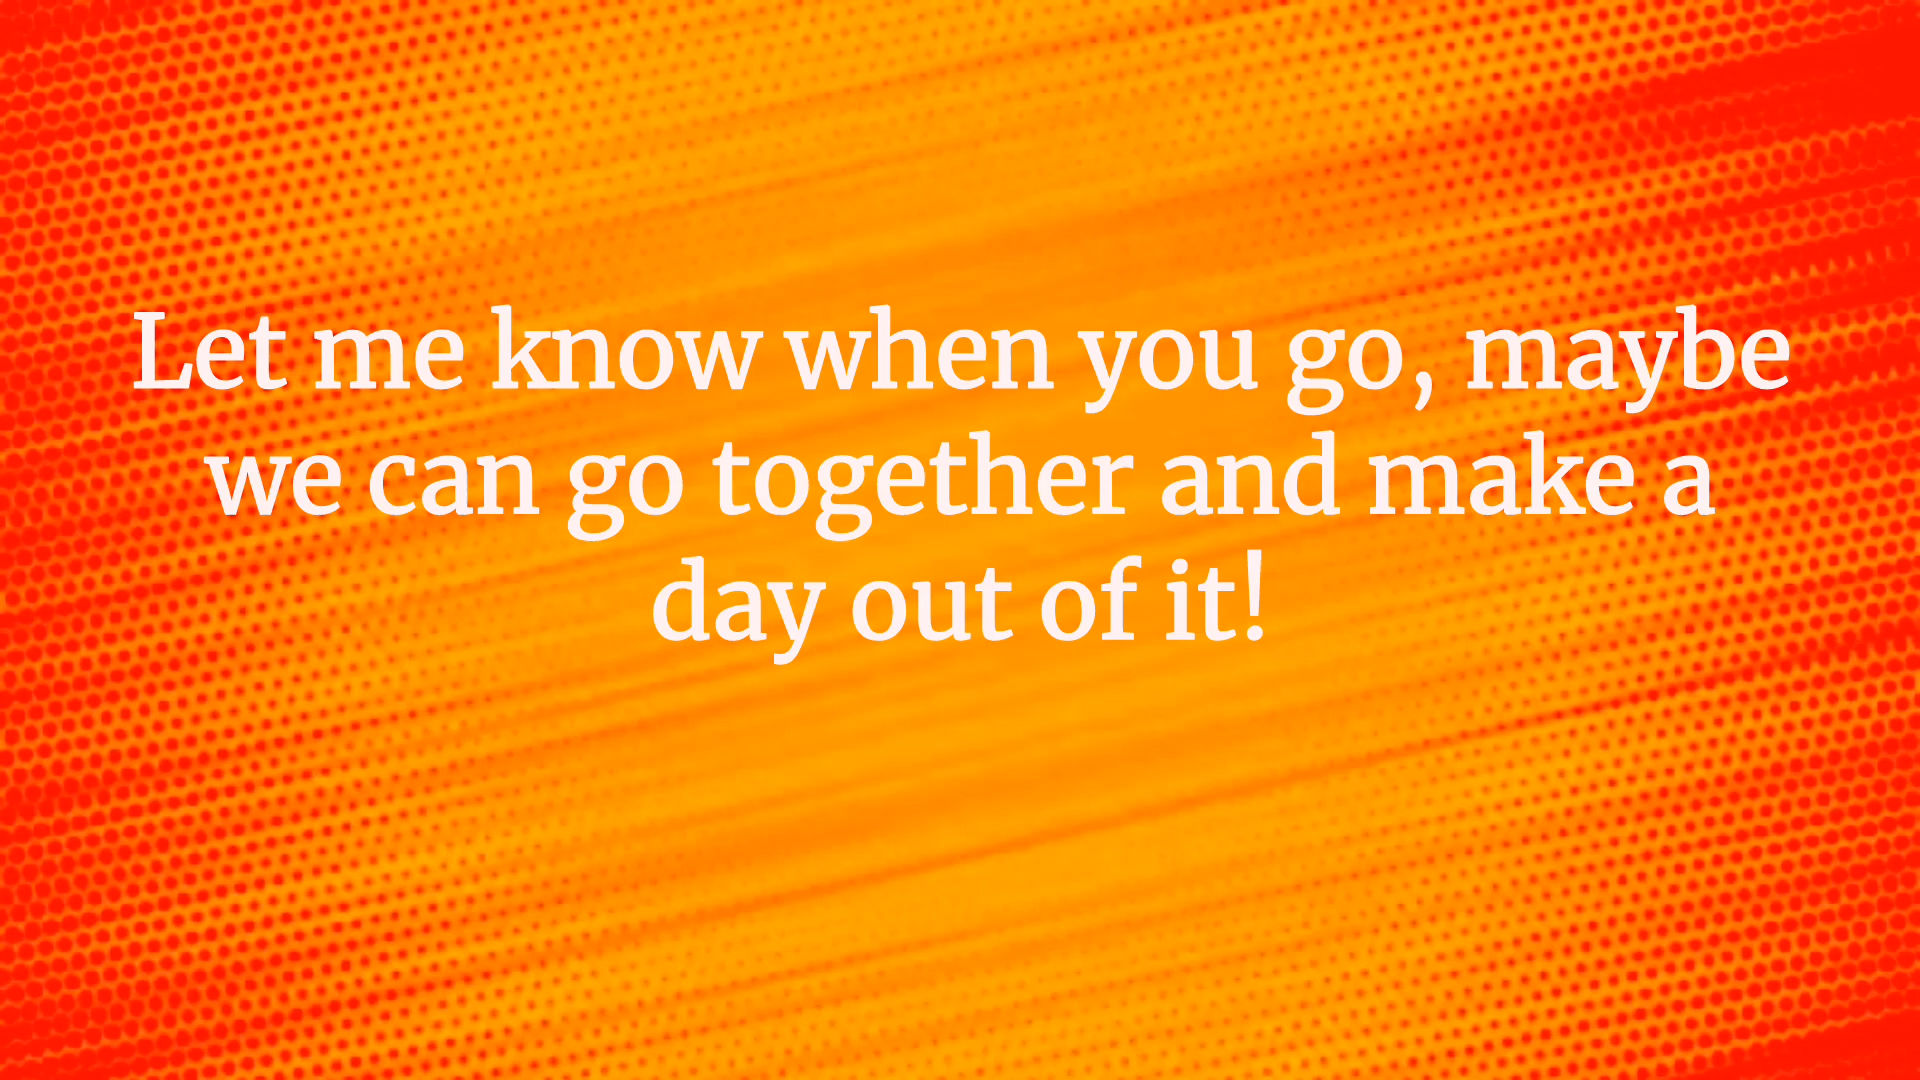 Let me know when you go, maybe
we can go together and make a
day out of it!